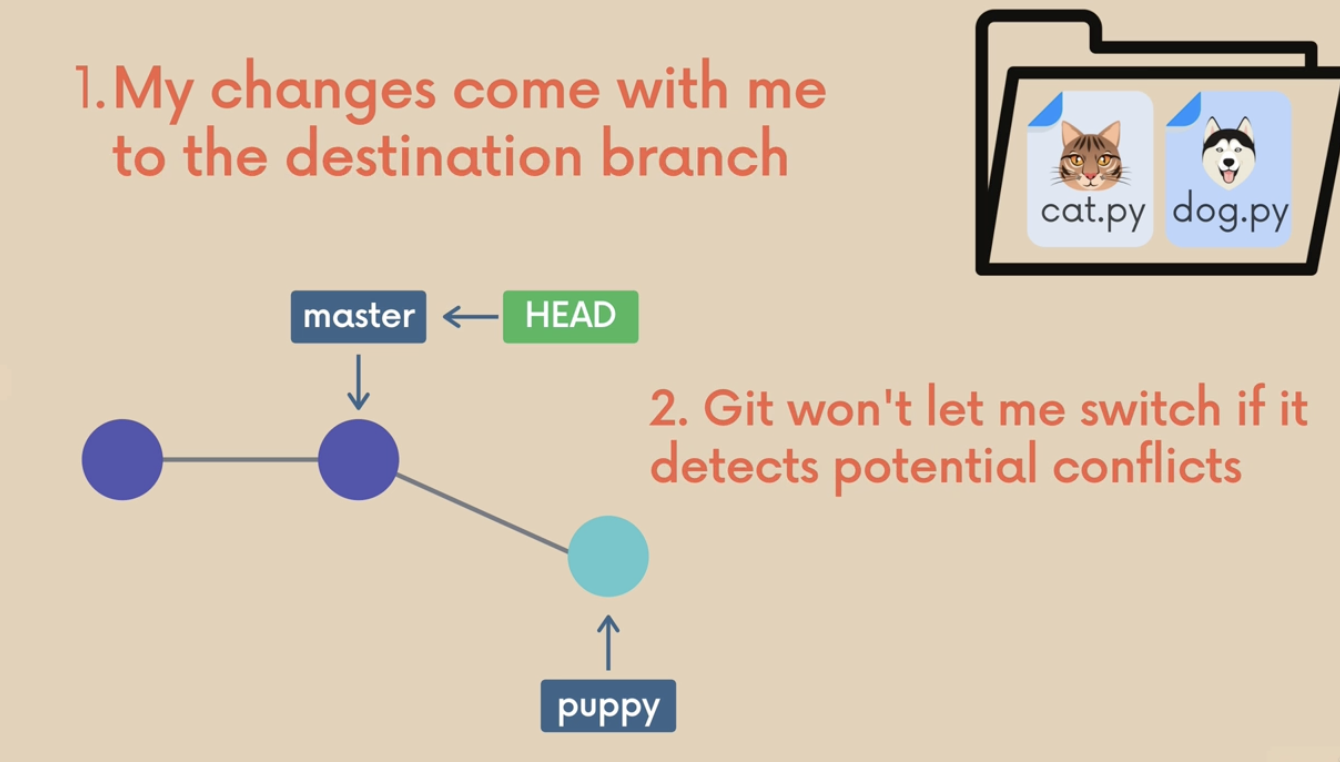 1. My changes come with me
to the destination branch
cat.py
dog.py
master
HEAD
2. Git won't let me switch if it
detects potential conflicts
puppy